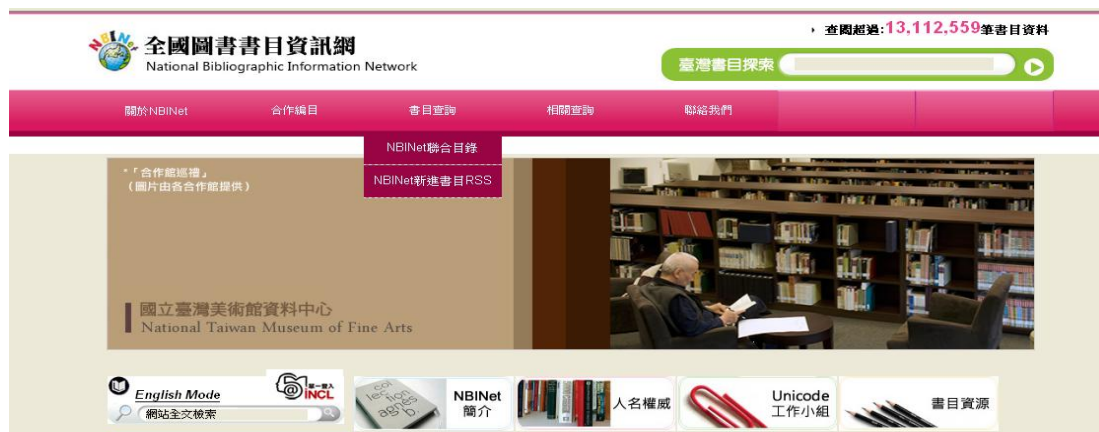 查閱超過:13,112,559筆書目資料
全國圖書書目資訊網
National Bibliographic Information Network
臺灣書目探索
關於NBINet 合作編目 書目查詢 相關查詢 聯絡我們
NBINet聯合目錄
NBINet新進書目RSS
*「合作館巡禮」
(圖片由各合作館提供)
國立臺灣美術館資料中心
National Taiwan Museum of Fine Arts
English Mode
單一登入
INCL
網站全文檢索
collection
agnès b.
NBINet
簡介
人名權威
Unicode
工作小組
書目資源